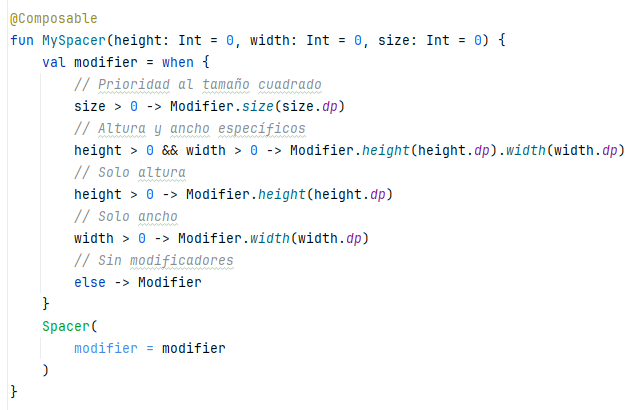 @Composable
fun MySpacer(height: Int = 0, width: Int = 0, size: Int = 0) {
    val modifier = when {
        // Prioridad al tamaño cuadrado
        size > 0 -> Modifier.size(size.dp)
        // Altura y ancho específicos
        height > 0 && width > 0 -> Modifier.height(height.dp).width(width.dp)
        // Solo altura
        height > 0 -> Modifier.height(height.dp)
        // Solo ancho
        width > 0 -> Modifier.width(width.dp)
        // Sin modificadores
        else -> Modifier
    }
    Spacer(
        modifier = modifier
    )
}